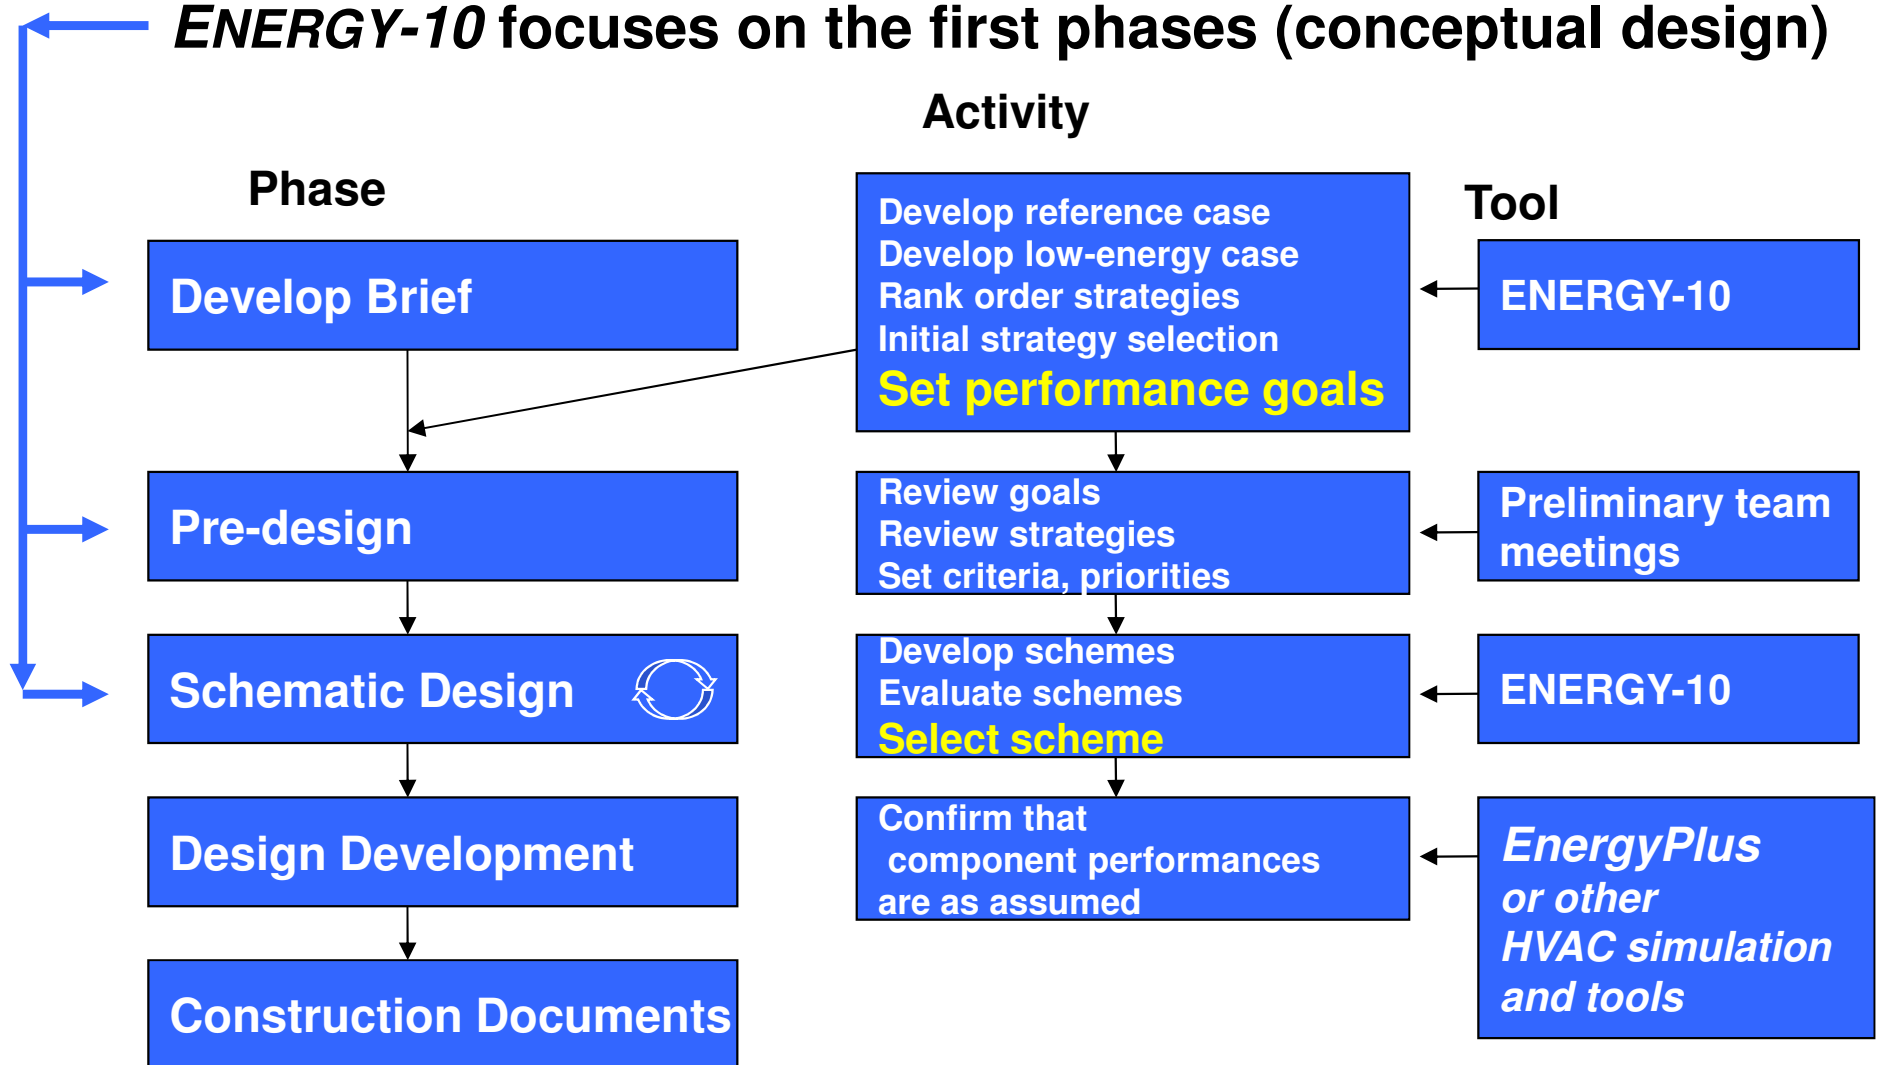 ENERGY-10 focuses on the first phases (conceptual design)
Activity
Phase
Tool
Develop Brief
Develop reference case
Develop low-energy case
Rank order strategies
Initial strategy selection
Set performance goals
ENERGY-10
Pre-design
Review goals
Review strategies
Set criteria, priorities
Preliminary team
meetings
Schematic Design
Develop schemes
Evaluate schemes
Select scheme
ENERGY-10
Design Development
Confirm that
component performances
are as assumed
EnergyPlus
or other
HVAC simulation
and tools
Construction Documents